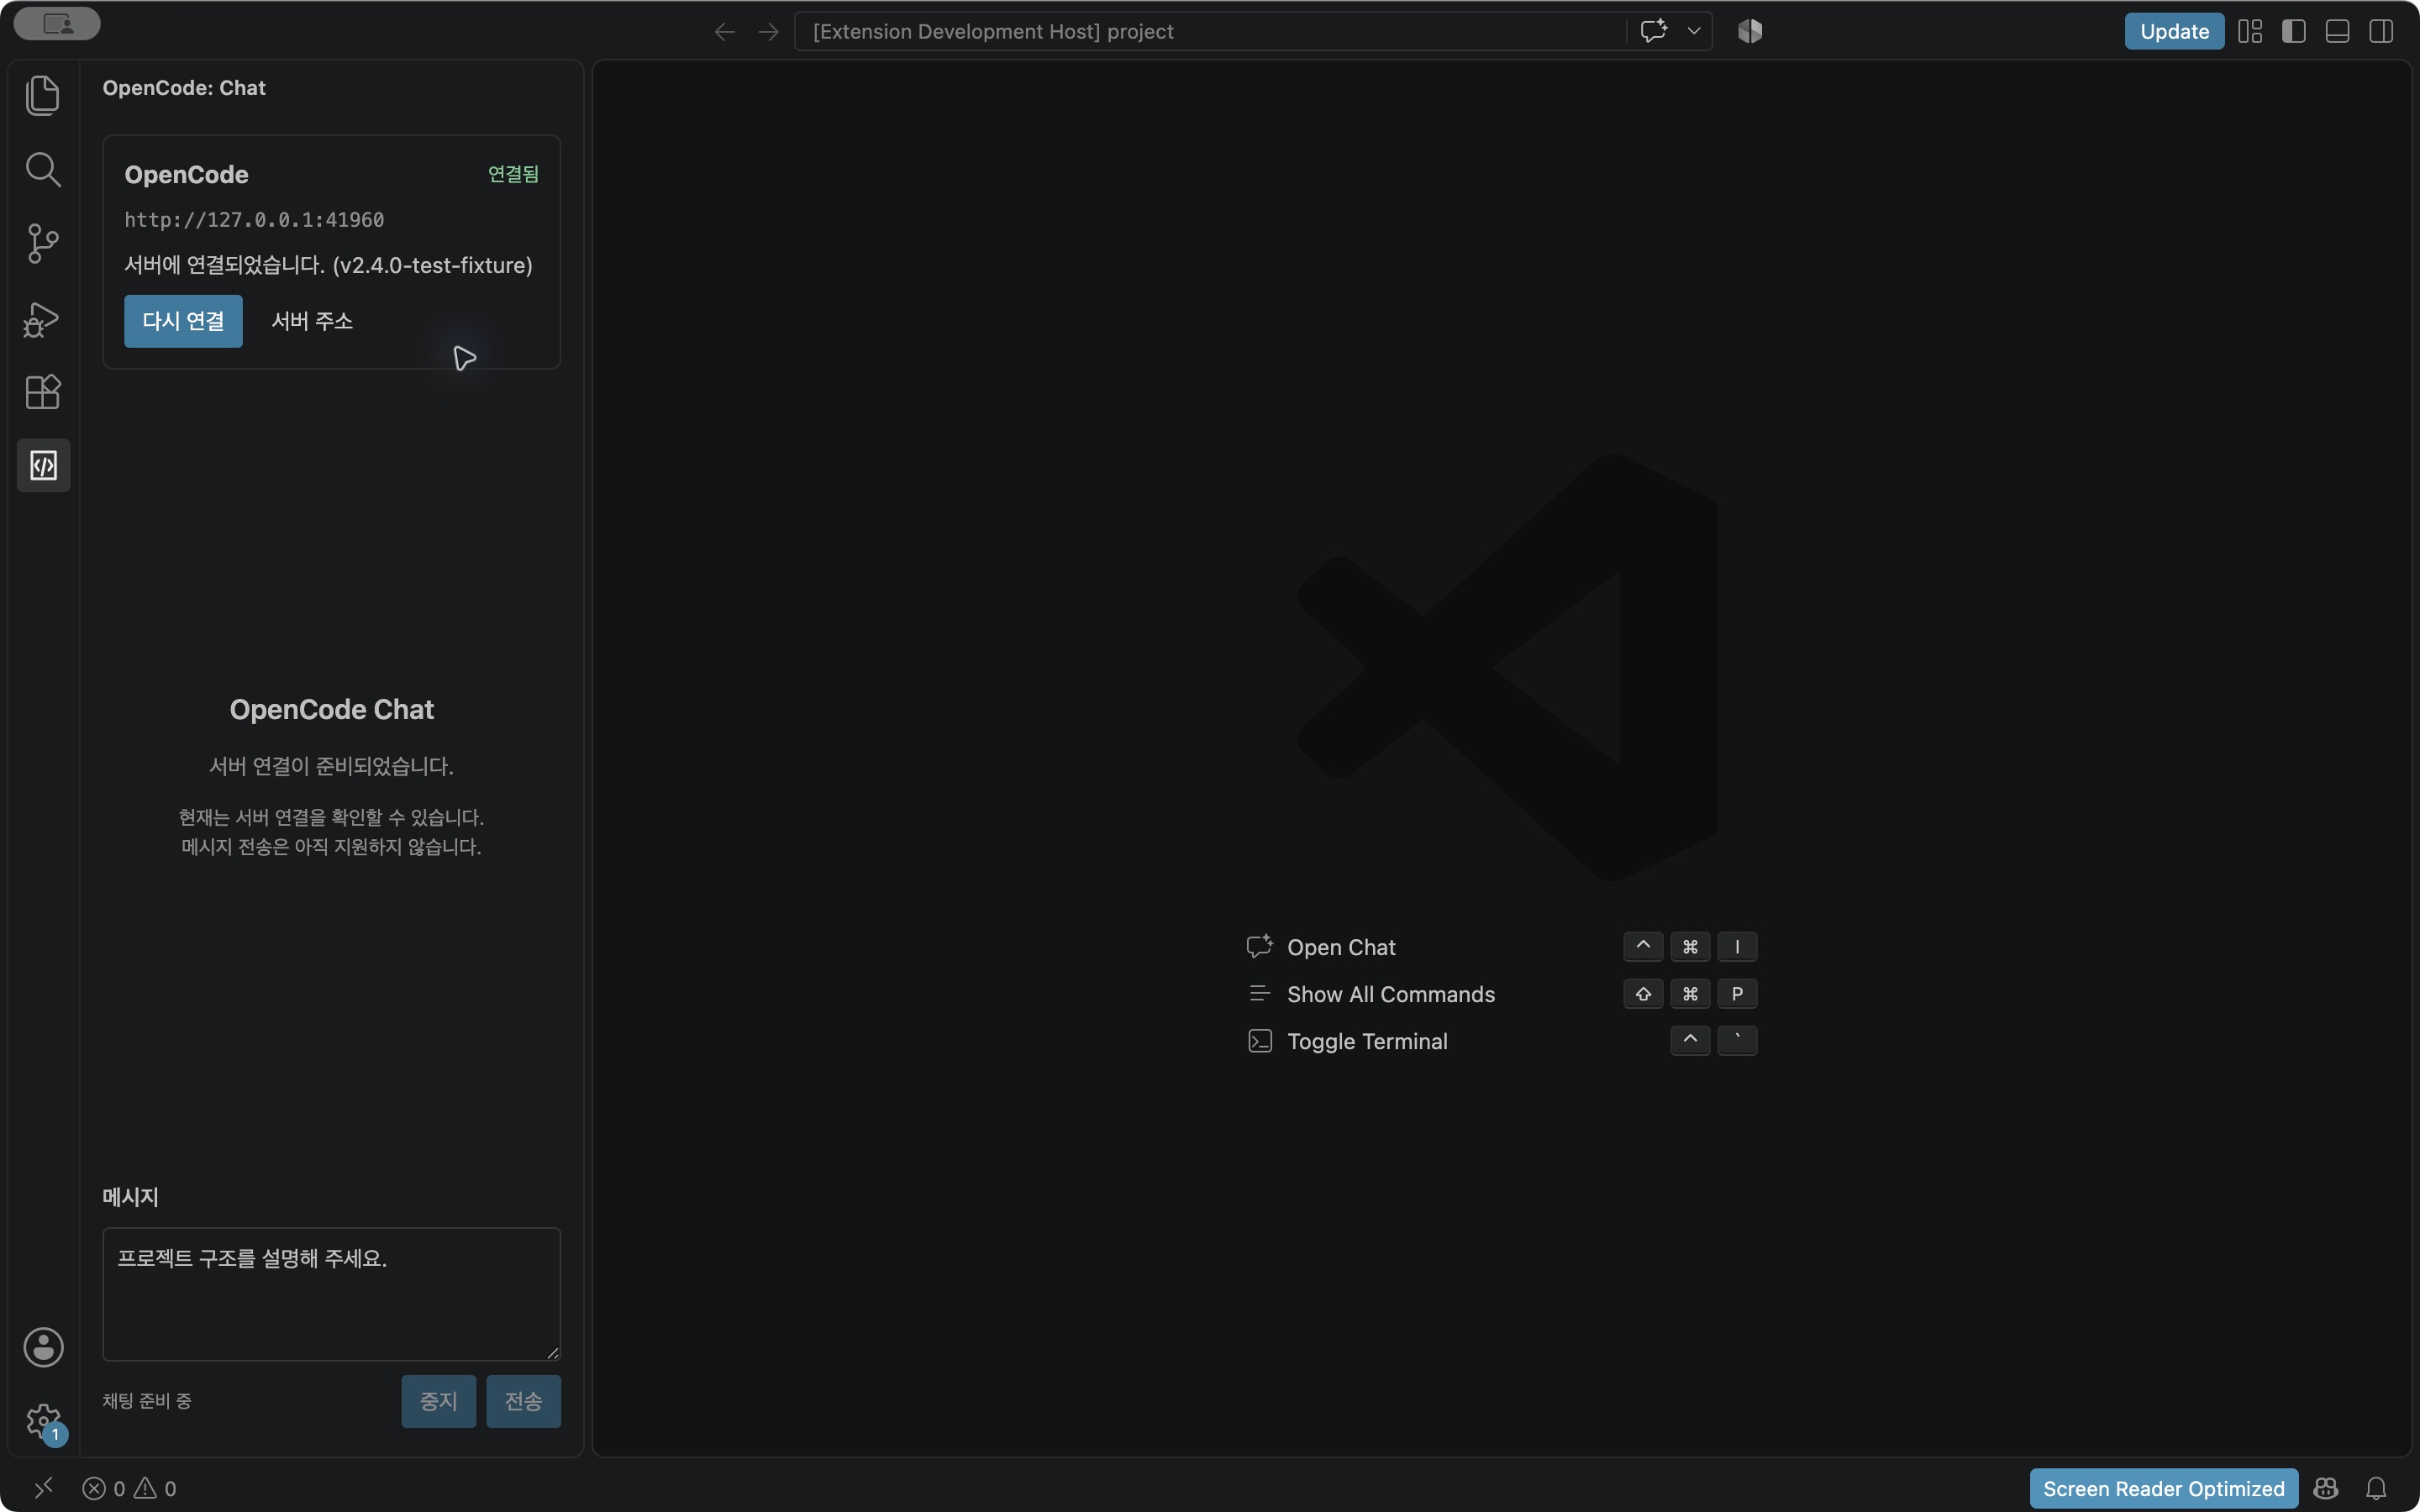 [Extension Development Host] project
Update
OpenCode: Chat
OpenCode
연결됨
http://127.0.0.1:41960
서버에 연결되었습니다. (v2.4.0-test-fixture)
다시 연결
서버 주소
OpenCode Chat
서버 연결이 준비되었습니다.
현재는 서버 연결을 확인할 수 있습니다.
메시지 전송은 아직 지원하지 않습니다.
Open Chat ^ ⌘ I
Show All Commands ⇧ ⌘ P
Toggle Terminal ^ `
메시지
프로젝트 구조를 설명해 주세요.
채팅 준비 중
중지
전송
1
0
0
Screen Reader Optimized